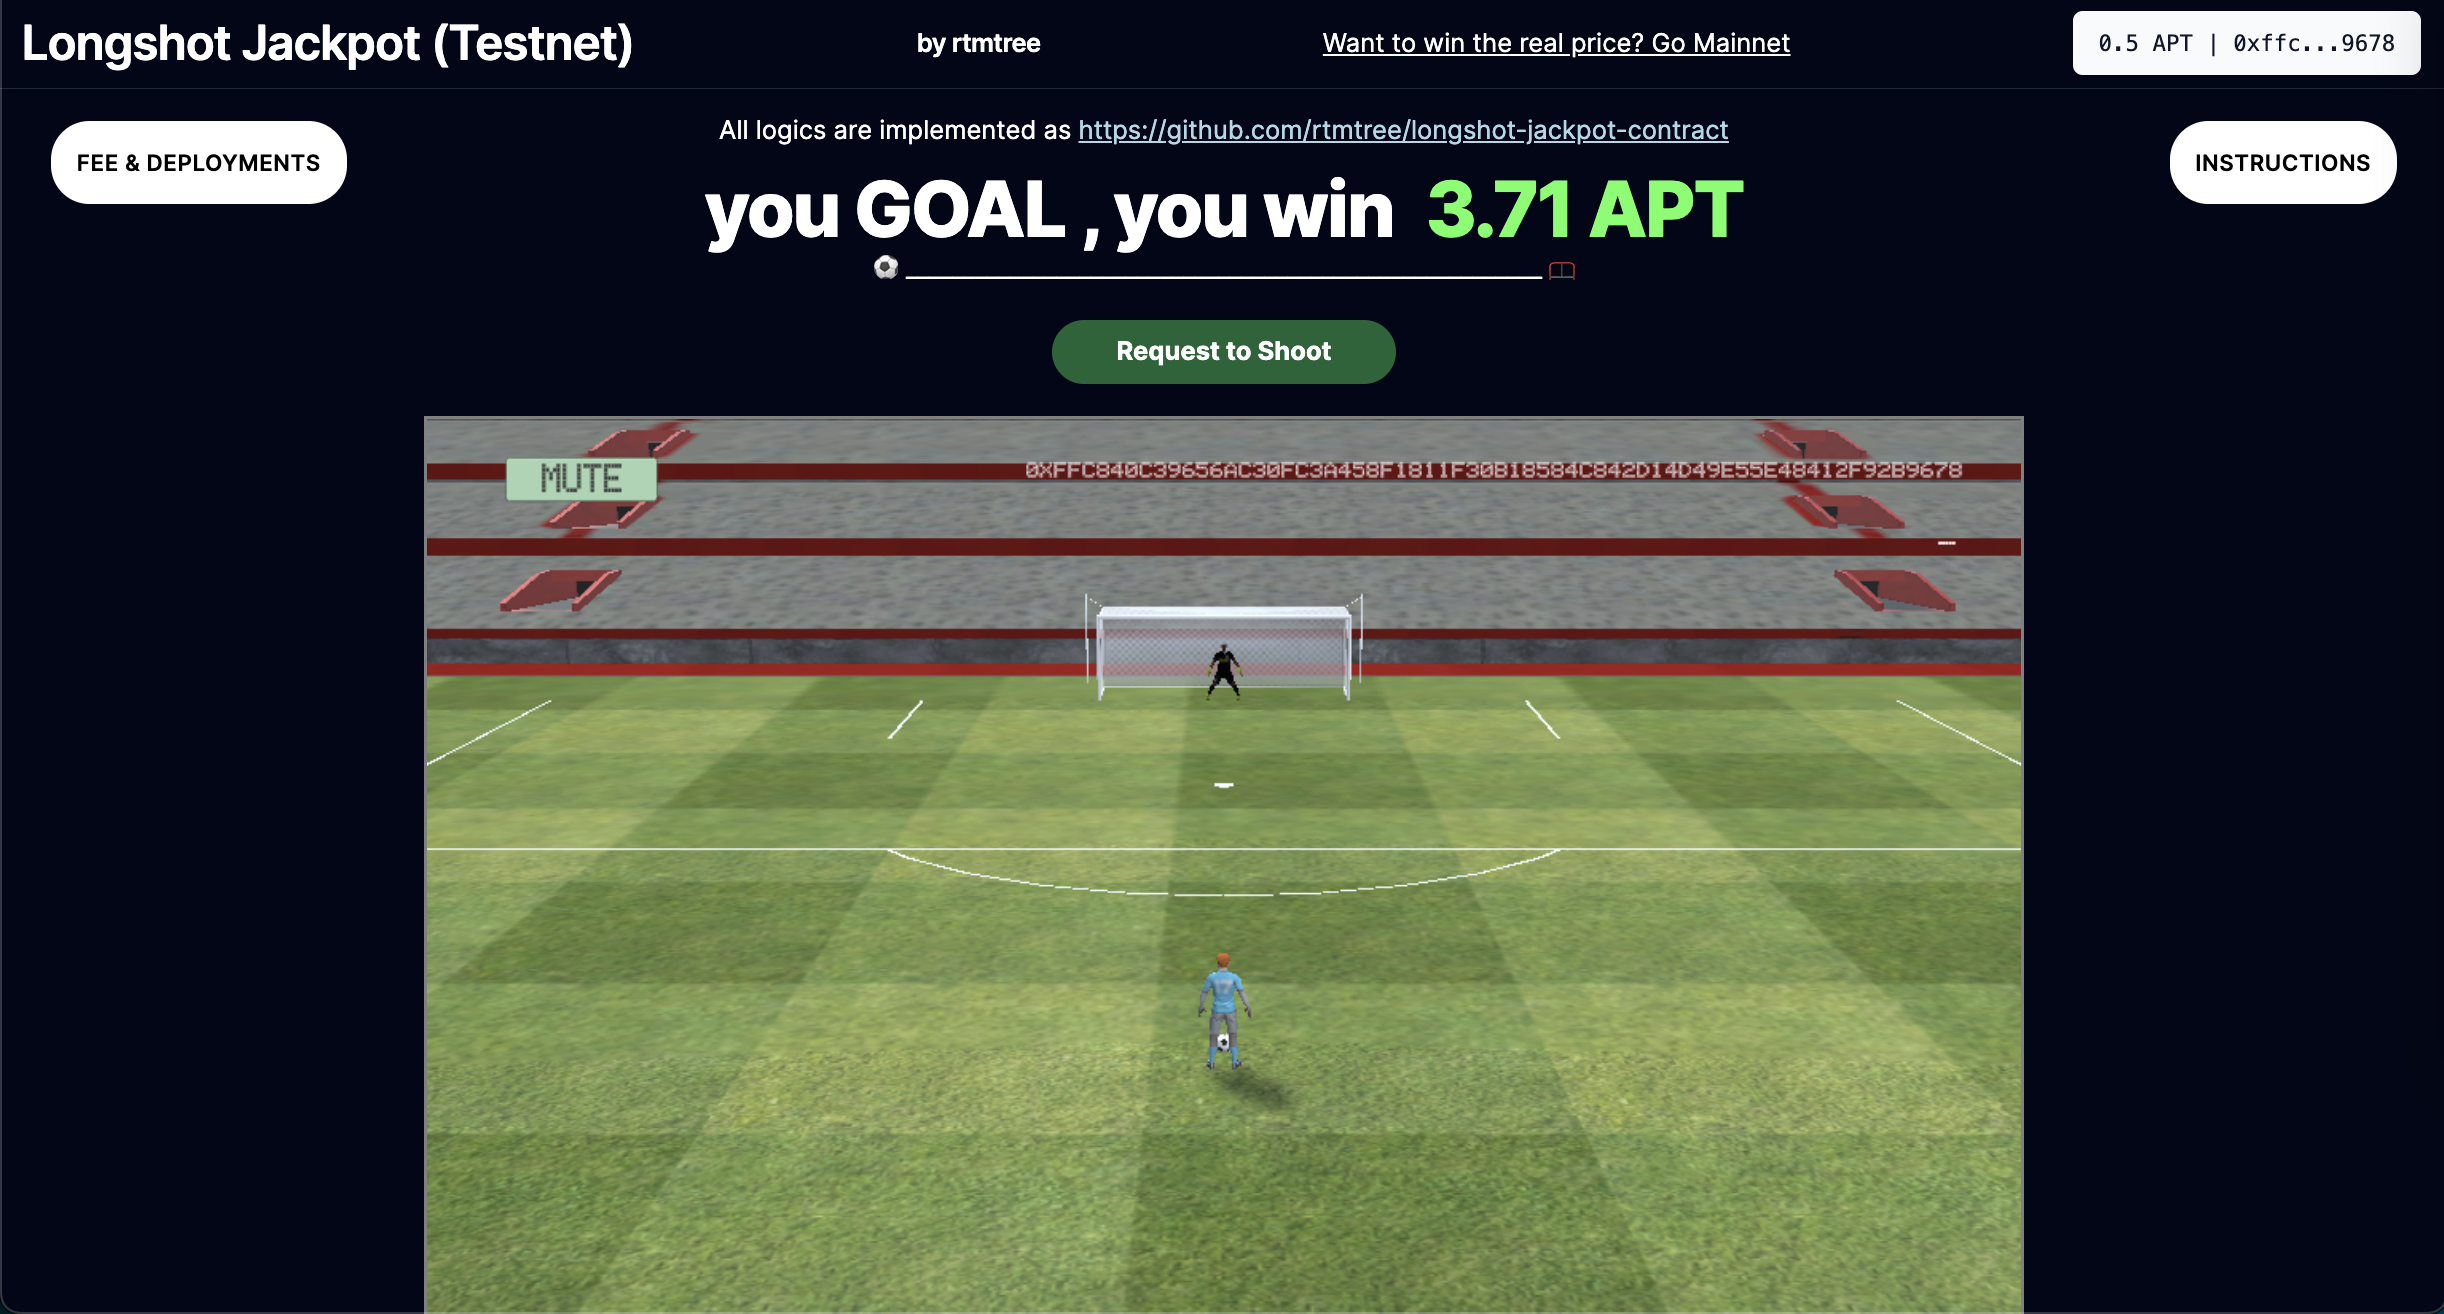 Longshot Jackpot (Testnet)
by rtmtree
Want to win the real price? Go Mainnet
0.5 APT | 0xffc...9678
FEE & DEPLOYMENTS
All logics are implemented as https://github.com/rtmtree/longshot-jackpot-contract
INSTRUCTIONS
you GOAL , you win 3.71 APT
Request to Shoot
MUTE
0XFFC840C39656AC30FC3A458F1811F30B18584C842D14D49E55E48412F92B9678
17